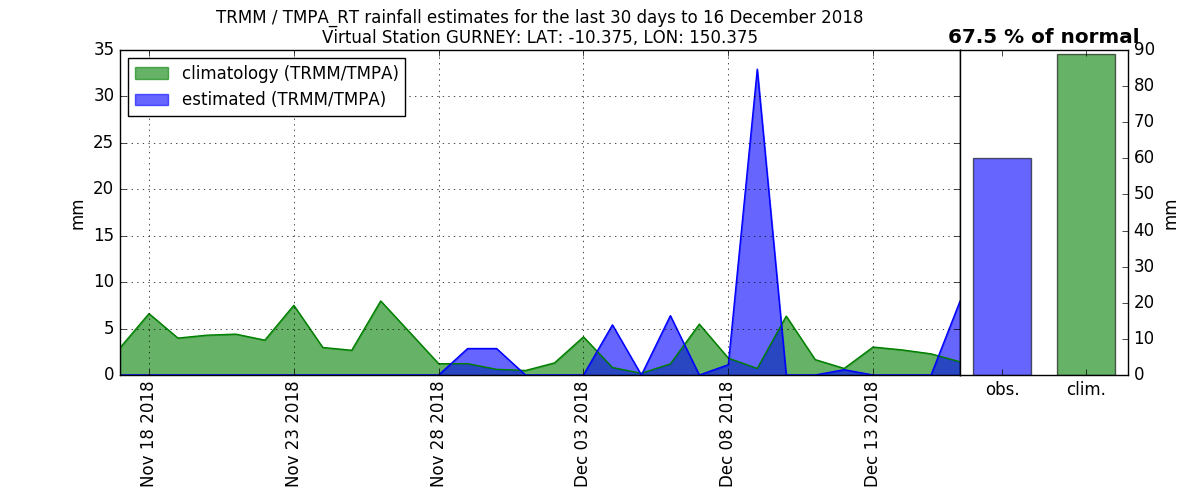 TRMM / TMPA_RT rainfall estimates for the last 30 days to 16 December 2018
Virtual Station GURNEY: LAT: -10.375, LON: 150.375
67.5 % of normal
climatology (TRMM/TMPA)
estimated (TRMM/TMPA)
35
30
25
20
15
10
5
0
mm
Nov 18 2018
Nov 23 2018
Nov 28 2018
Dec 03 2018
Dec 08 2018
Dec 13 2018
obs.
clim.
90
80
70
60
50
40
30
20
10
0
mm